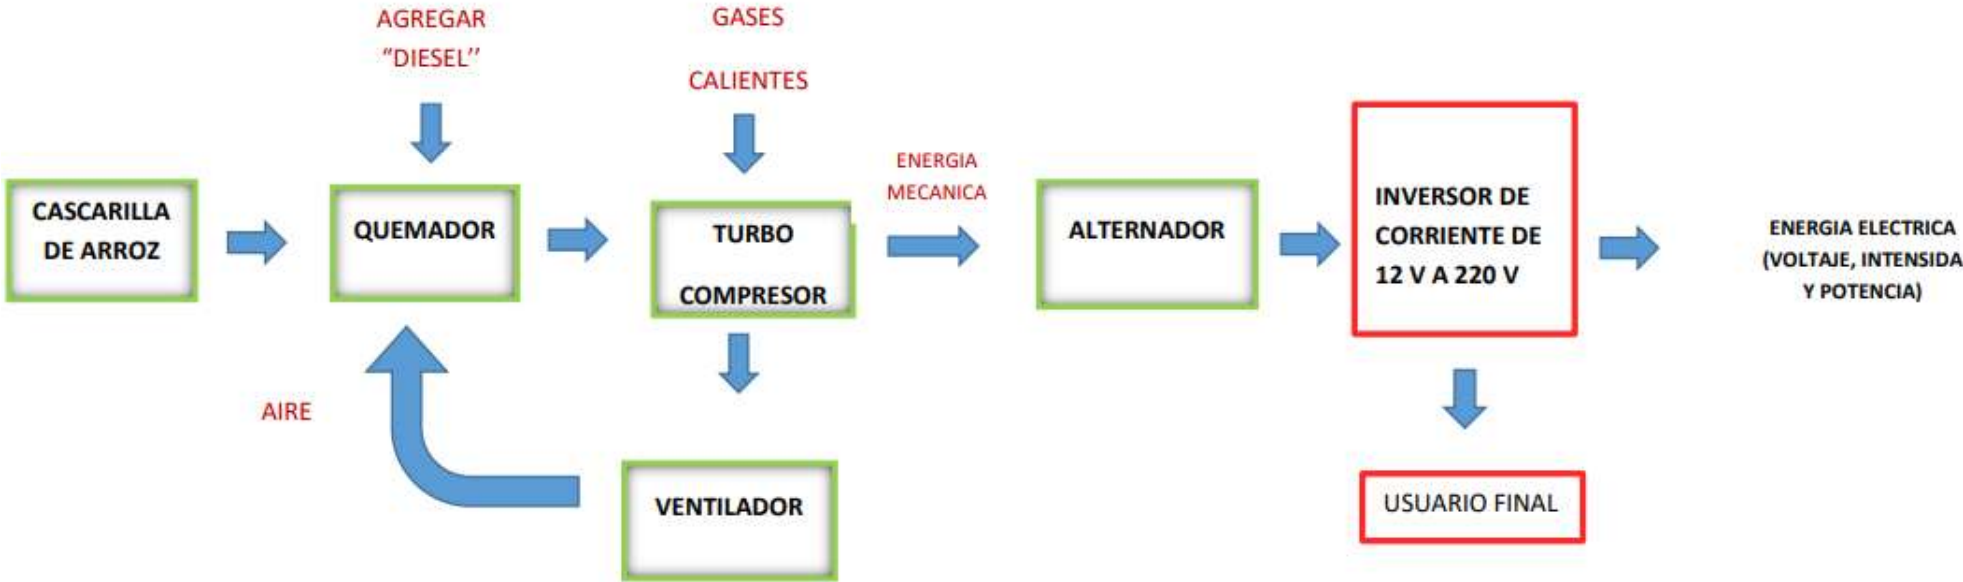 AGREGAR
“DIESEL’’
GASES
CALIENTES
CASCARILLA
DE ARROZ
QUEMADOR
TURBO
COMPRESOR
ENERGIA
MECANICA
ALTERNADOR
INVERSOR DE
CORRIENTE DE
12 V A 220 V
ENERGIA ELECTRICA
(VOLTAJE, INTENSIDA
Y POTENCIA)
AIRE
VENTILADOR
USUARIO FINAL